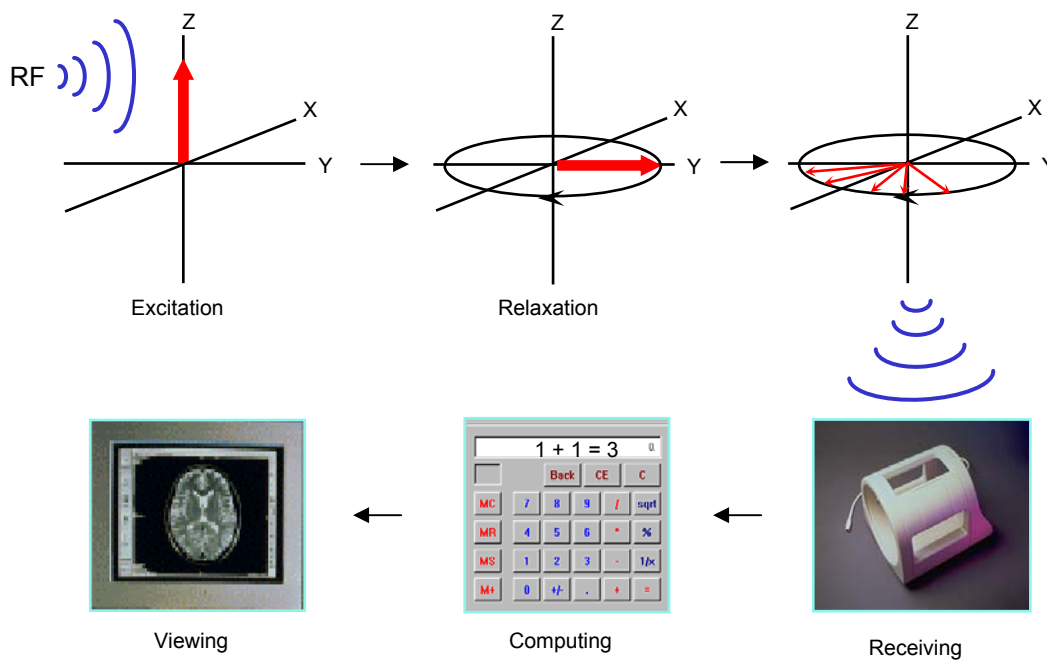 Z
RF
X
Y
Excitation
Z
X
Y
Relaxation
Z
X
Y
1 + 1 = 3 0.
Back CE C
MC 7 8 9 / sqrt
MR 4 5 6 * %
MS 1 2 3 - 1/x
M+ 0 +/- . + =
Viewing
Computing
Receiving